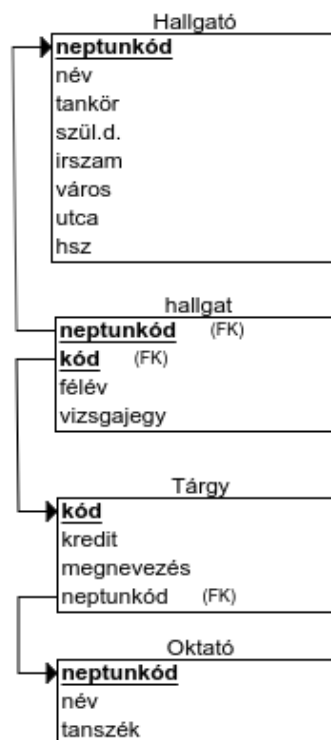 Hallgató
neptunkód
név
tankör
szül.d.
irszam
város
utca
hsz
hallgat
neptunkód (FK)
kód (FK)
félév
vizsgajegy
Tárgy
kód
kredit
megnevezés
neptunkód (FK)
Oktató
neptunkód
név
tanszék